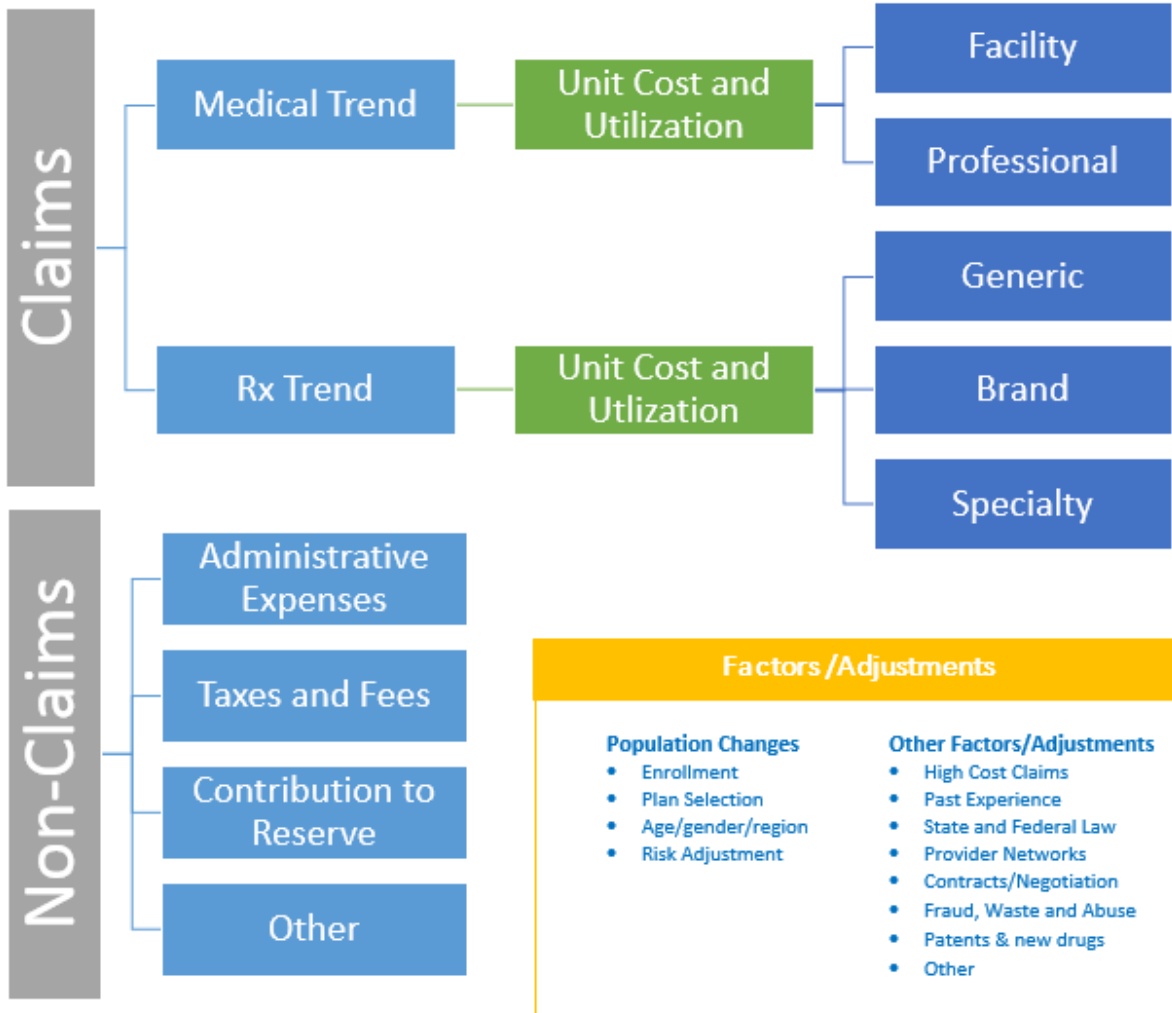 Claims
Medical Trend
Unit Cost and
Utilization
Facility
Professional
Rx Trend
Unit Cost and
Utlization
Generic
Brand
Specialty
Non-Claims
Administrative
Expenses
Taxes and Fees
Contribution to
Reserve
Other
Factors/Adjustments
Population Changes
• Enrollment
• Plan Selection
• Age/gender/region
• Risk Adjustment
Other Factors/Adjustments
• High Cost Claims
• Past Experience
• State and Federal Law
• Provider Networks
• Contracts/Negotiation
• Fraud, Waste and Abuse
• Patents & new drugs
• Other